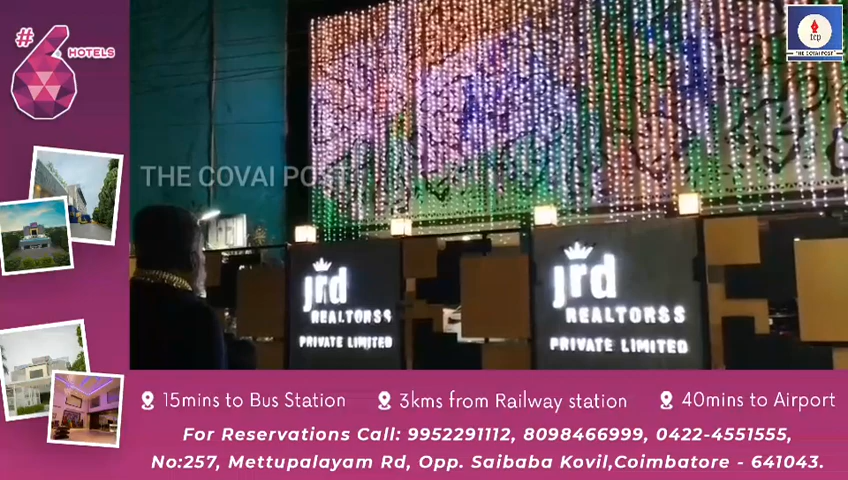 #6 HOTELS
tcp
THE COVAI POST
THE COVAI POST
jrd
REALTORSS
PRIVATE LIMITED
jrd
REALTORSS
PRIVATE LIMITED
15mins to Bus Station
3kms from Railway station
40mins to Airport
For Reservations Call: 9952291112, 8098466999, 0422-4551555,
No:257, Mettupalayam Rd, Opp. Saibaba Kovil,Coimbatore - 641043.